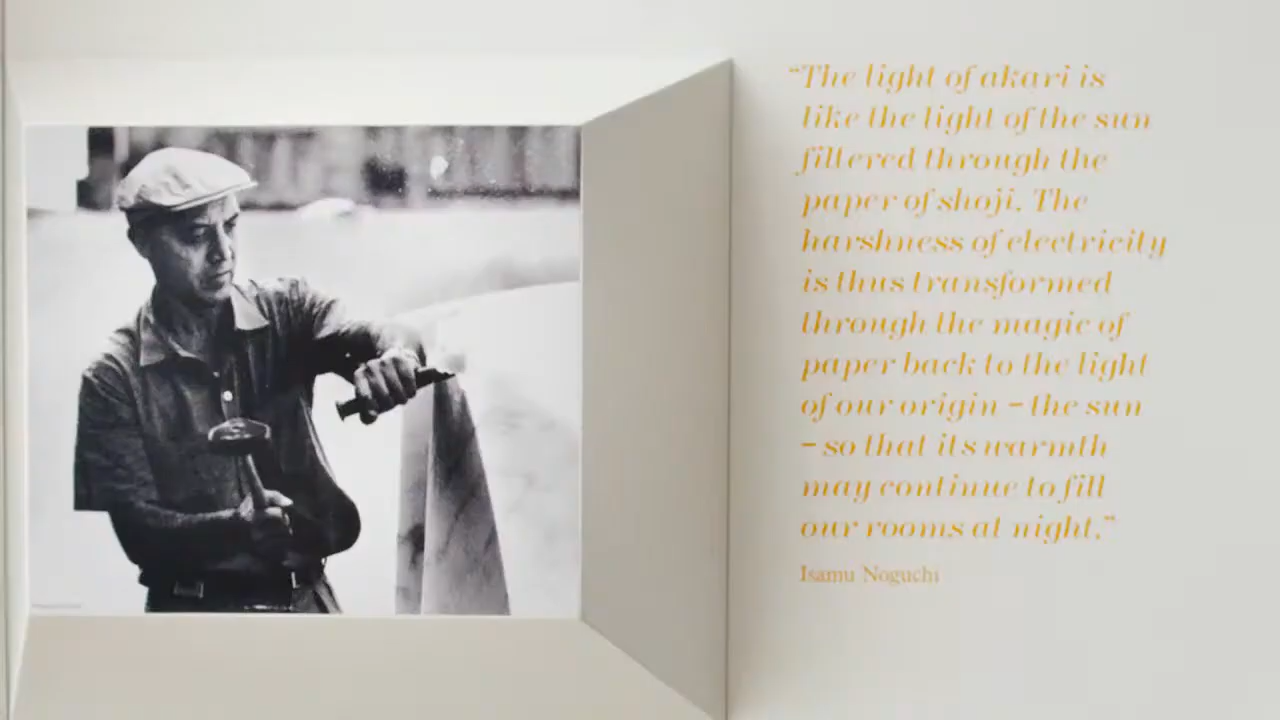 “The light of akari is
like the light of the sun
filtered through the
paper of shoji. The
harshness of electricity
is thus transformed
through the magic of
paper back to the light
of our origin – the sun
– so that its warmth
may continue to fill
our rooms at night.”
Isamu Noguchi